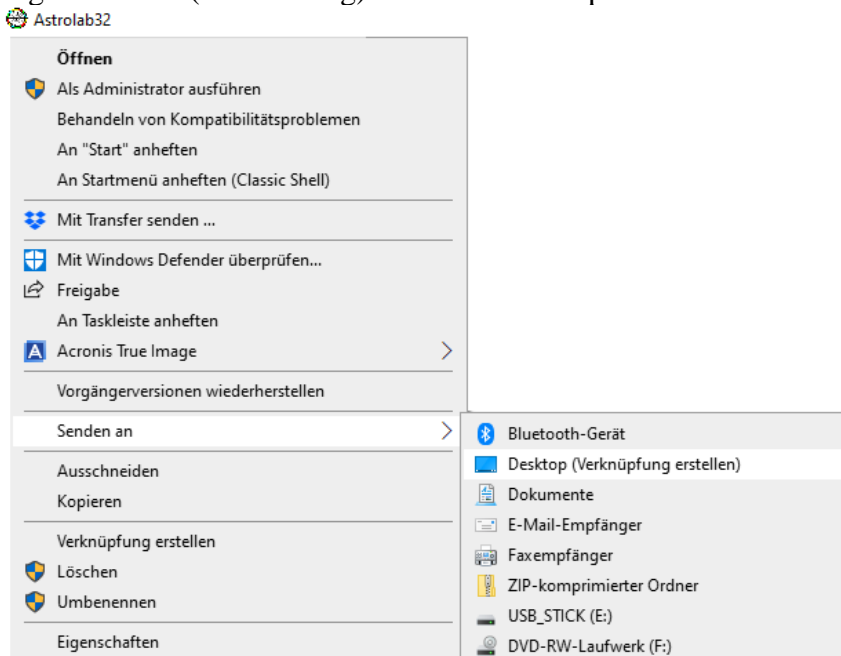 Astrolab32
Öffnen
Als Administrator ausführen
Behandeln von Kompatibilitätsproblemen
An "Start" anheften
An Startmenü anheften (Classic Shell)
Mit Transfer senden ...
Mit Windows Defender überprüfen...
Freigabe
An Taskleiste anheften
Acronis True Image
Vorgängerversionen wiederherstellen
Senden an
Ausschneiden
Kopieren
Verknüpfung erstellen
Löschen
Umbenennen
Eigenschaften
Bluetooth-Gerät
Desktop (Verknüpfung erstellen)
Dokumente
E-Mail-Empfänger
Faxempfänger
ZIP-komprimierter Ordner
USB_STICK (E:)
DVD-RW-Laufwerk (F:)